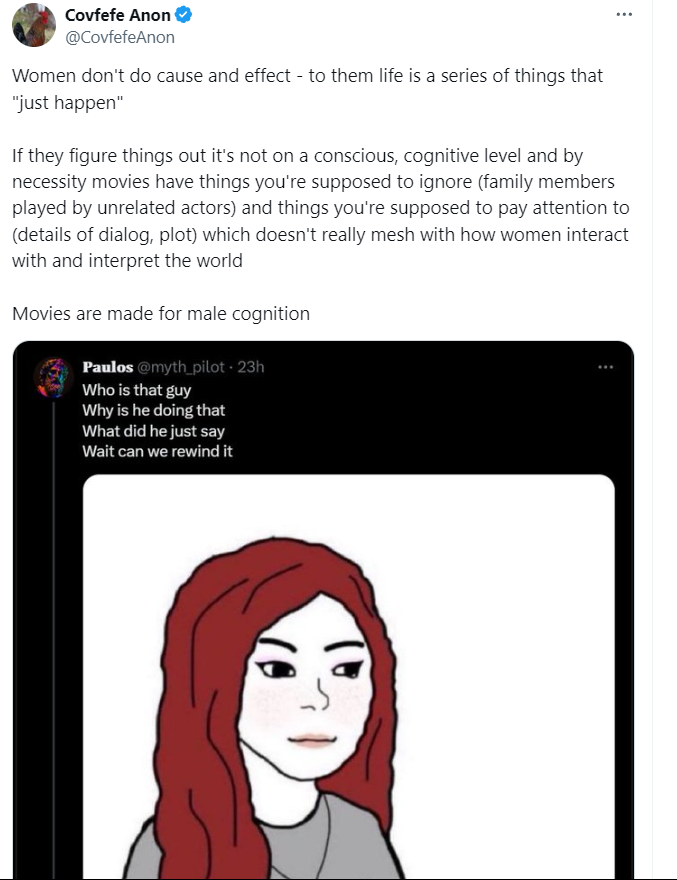 Covfefe Anon
@CovfefeAnon
Women don't do cause and effect - to them life is a series of things that
"just happen"
If they figure things out it's not on a conscious, cognitive level and by
necessity movies have things you're supposed to ignore (family members
played by unrelated actors) and things you're supposed to pay attention to
(details of dialog, plot) which doesn't really mesh with how women interact
with and interpret the world
Movies are made for male cognition
Paulos @myth_pilot · 23h
Who is that guy
Why is he doing that
What did he just say
Wait can we rewind it